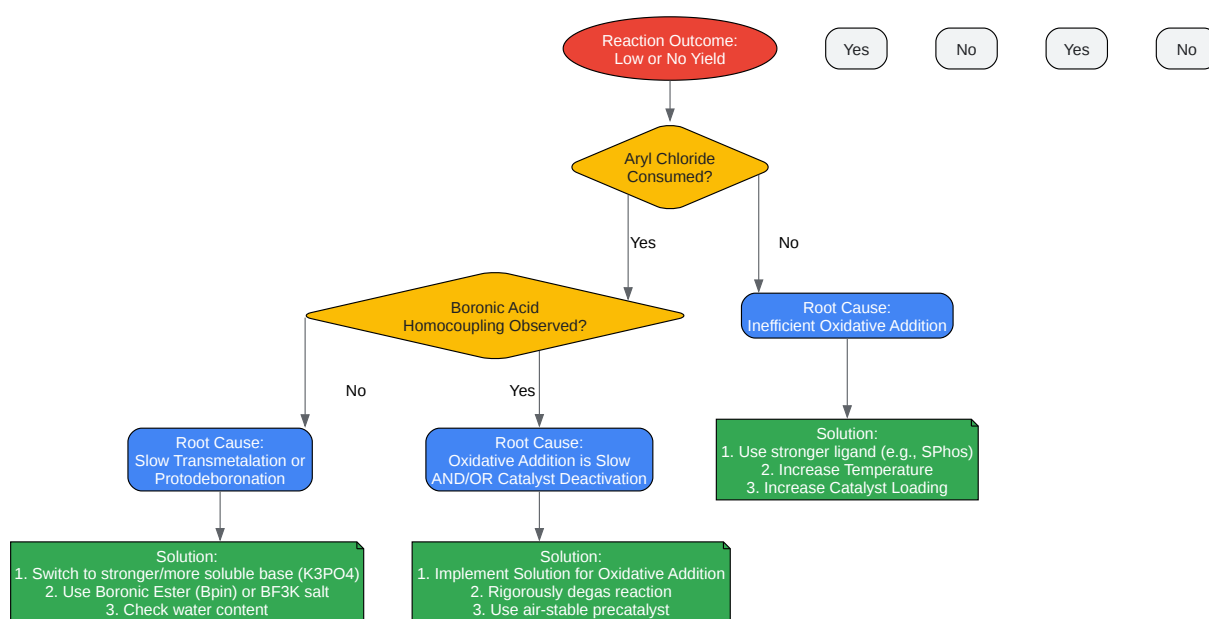 Reaction Outcome:
Low or No Yield
Yes
No
Yes
No
Aryl Chloride
Consumed?
Yes
No
Boronic Acid
Homocoupling Observed?
Root Cause:
Inefficient Oxidative Addition
No
Yes
Root Cause:
Slow Transmetalation or
Protodeboronation
Root Cause:
Oxidative Addition is Slow
AND/OR Catalyst Deactivation
Solution:
1. Use stronger ligand (e.g., SPhos)
2. Increase Temperature
3. Increase Catalyst Loading
Solution:
1. Switch to stronger/more soluble base (K3PO4)
2. Use Boronic Ester (Bpin) or BF3K salt
3. Check water content
Solution:
1. Implement Solution for Oxidative Addition
2. Rigorously degas reaction
3. Use air-stable precatalyst